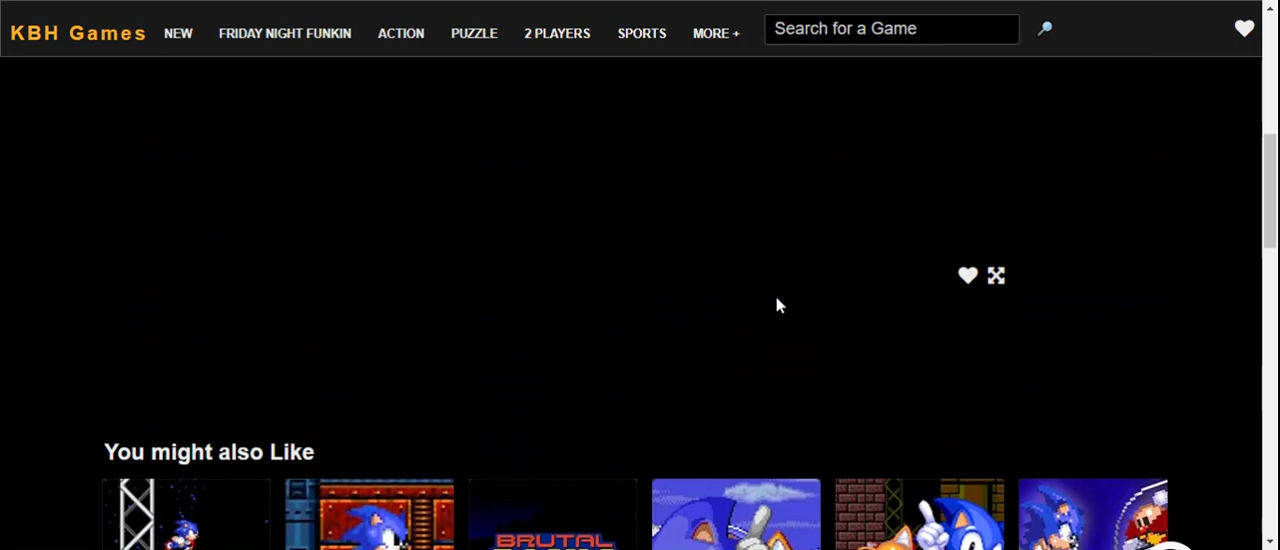 KBH Games NEW FRIDAY NIGHT FUNKIN ACTION PUZZLE 2 PLAYERS SPORTS MORE + Search for a Game
You might also Like
BRUTAL